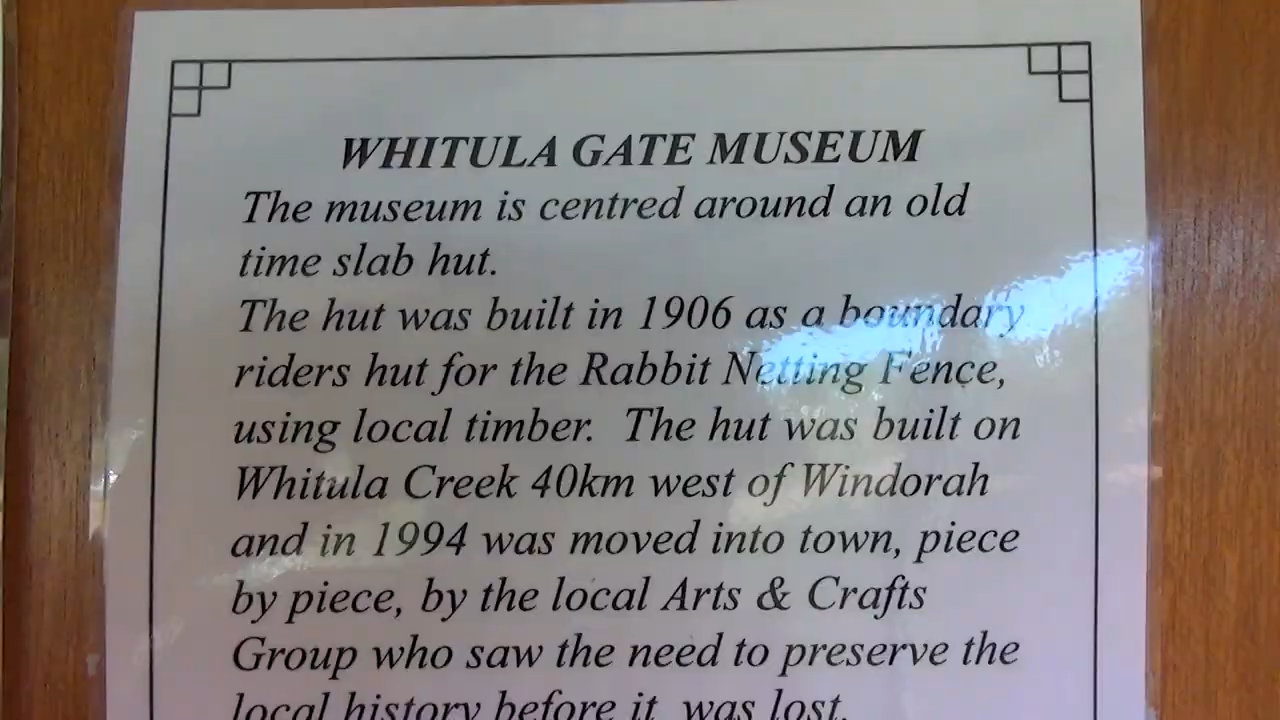 WHITULA GATE MUSEUM
The museum is centred around an old
time slab hut.
The hut was built in 1906 as a boundary
riders hut for the Rabbit Netting Fence,
using local timber. The hut was built on
Whitula Creek 40km west of Windorah
and in 1994 was moved into town, piece
by piece, by the local Arts & Crafts
Group who saw the need to preserve the
local history before it was lost.